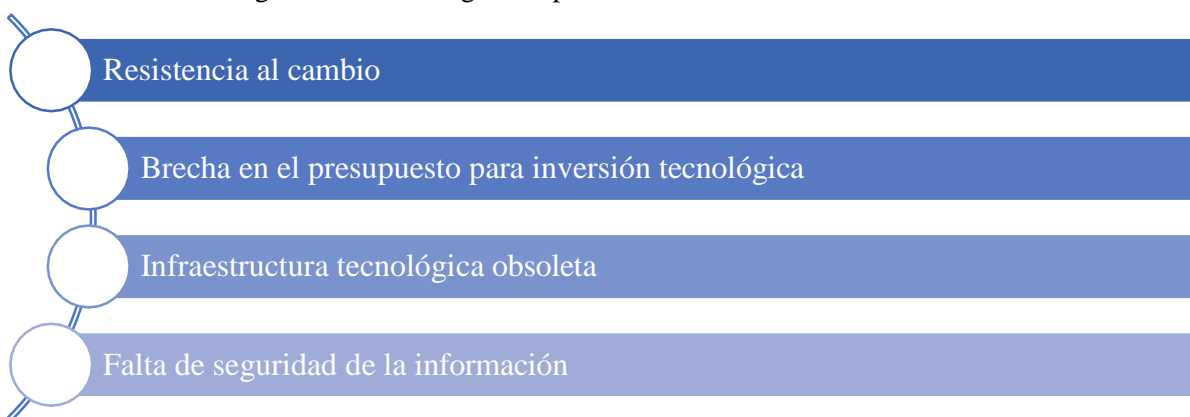 Resistencia al cambio
Brecha en el presupuesto para inversión tecnológica
Infraestructura tecnológica obsoleta
Falta de seguridad de la información